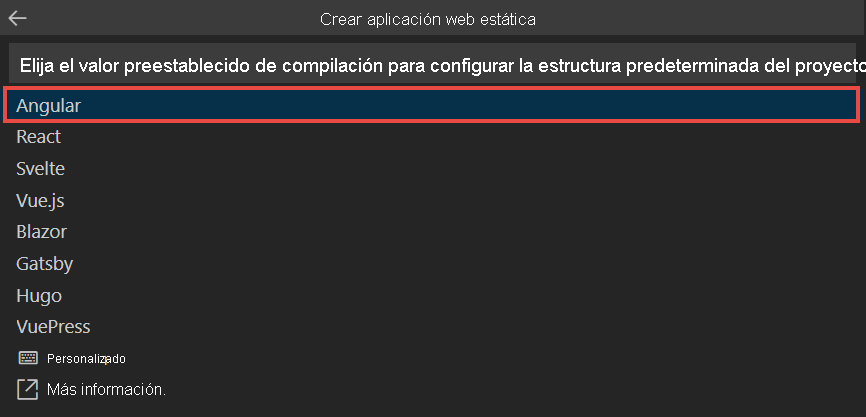 Crear aplicación web estática
Elija el valor preestablecido de compilación para configurar la estructura predeterminada del proyecto
Angular
React
Svelte
Vue.js
Blazor
Gatsby
Hugo
VuePress
Personalizado
Más información.